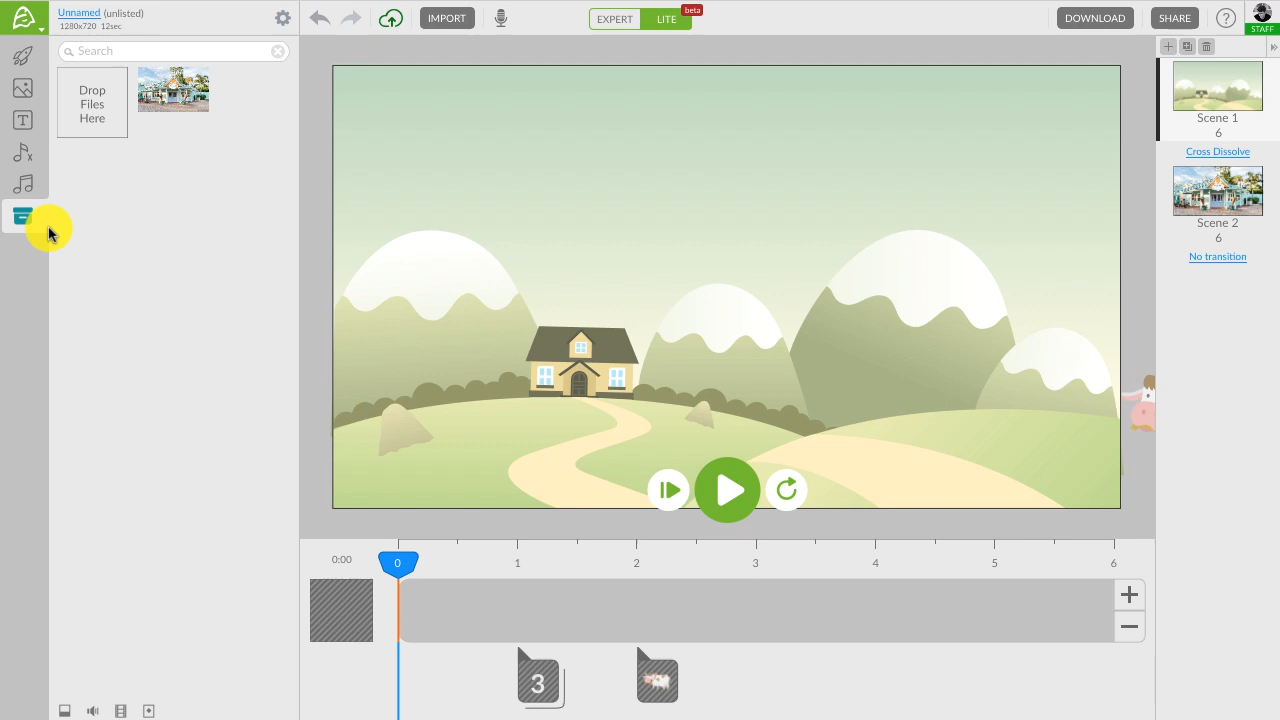 Unnamed (unlisted)
1280x720 12sec
IMPORT
EXPERT
LITE
beta
DOWNLOAD
SHARE
?
STAFF
Search
Drop
Files
Here
T
Scene 1
6
Cross Dissolve
Scene 2
6
No transition
0:00
0
1
2
3
4
5
6
3